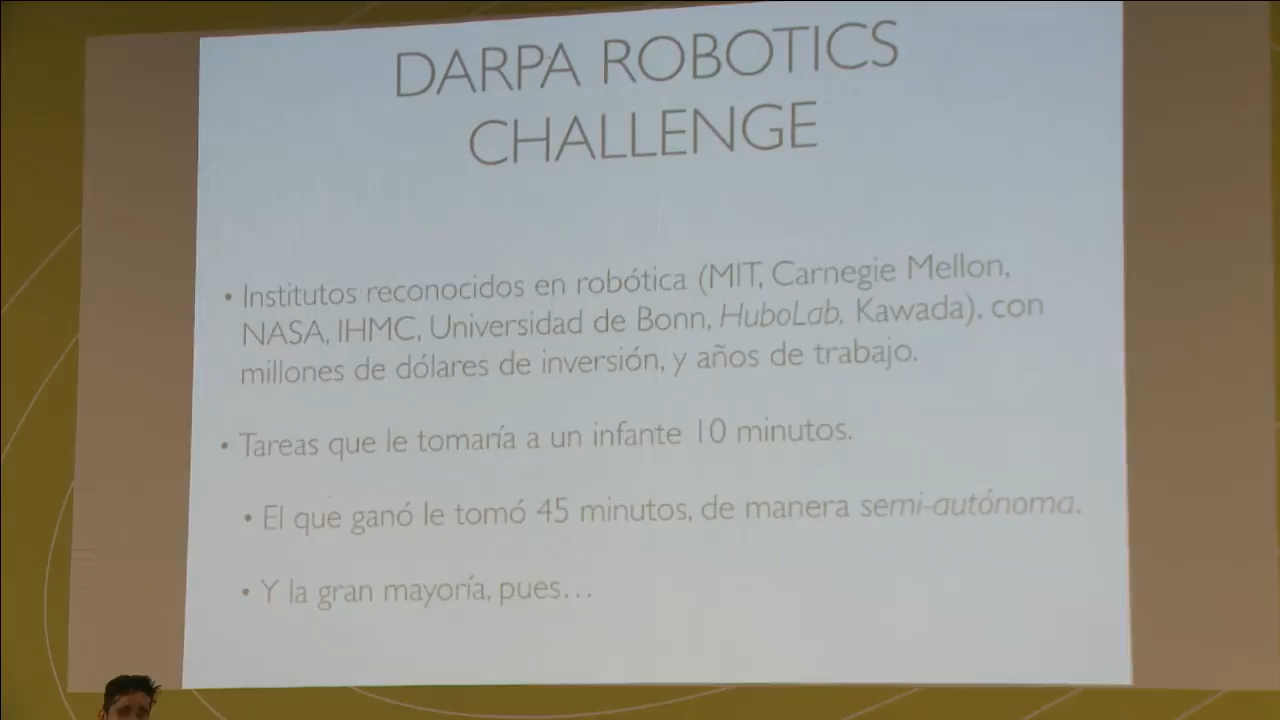 DARPA ROBOTICS
CHALLENGE
• Institutos reconocidos en robótica (MIT, Carnegie Mellon,
NASA, IHMC, Universidad de Bonn, HuboLab, Kawada), con
millones de dólares de inversión, y años de trabajo.
• Tareas que le tomaría a un infante 10 minutos.
• El que ganó le tomó 45 minutos, de manera semi-autónoma.
• Y la gran mayoría, pues…